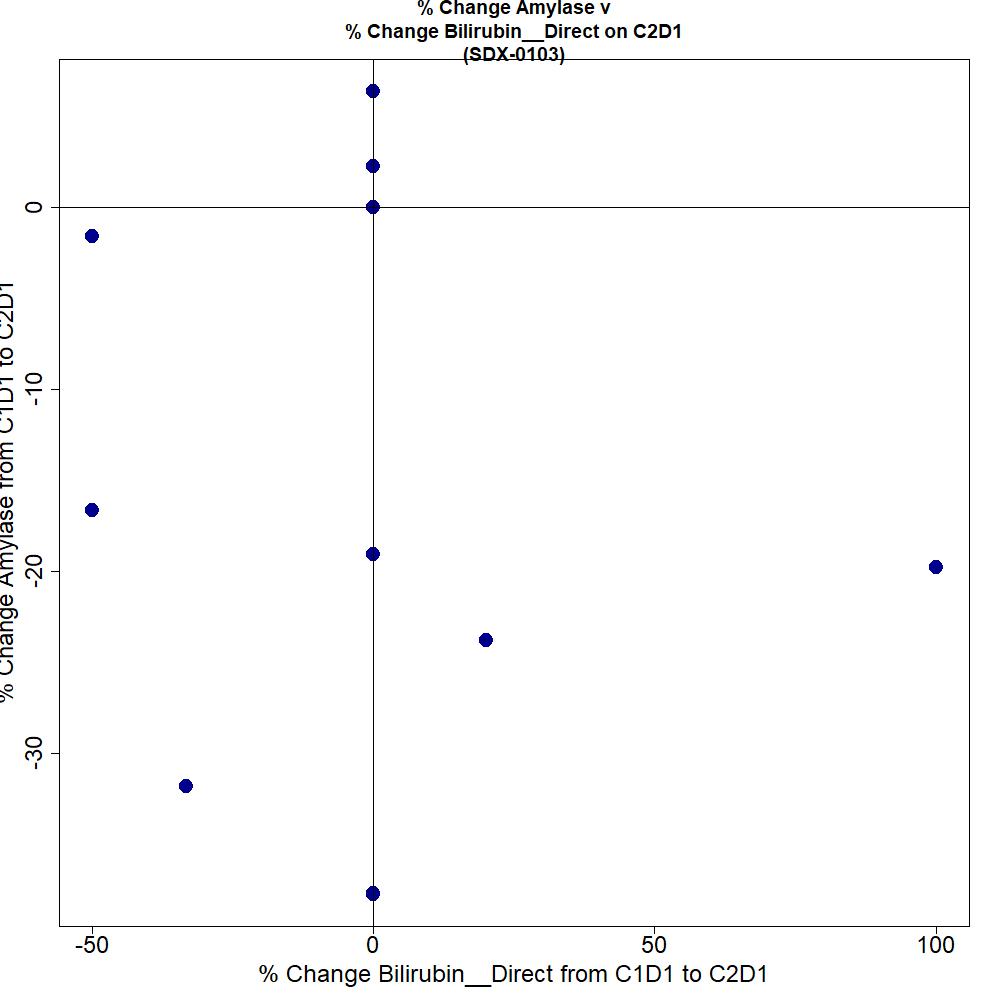 % Change Amylase v
% Change Bilirubin__Direct on C2D1
(SDX-0103)
0
-10
-20
-30
% Change Amylase from C1D1 to C2D1
-50
0
50
100
% Change Bilirubin__Direct from C1D1 to C2D1